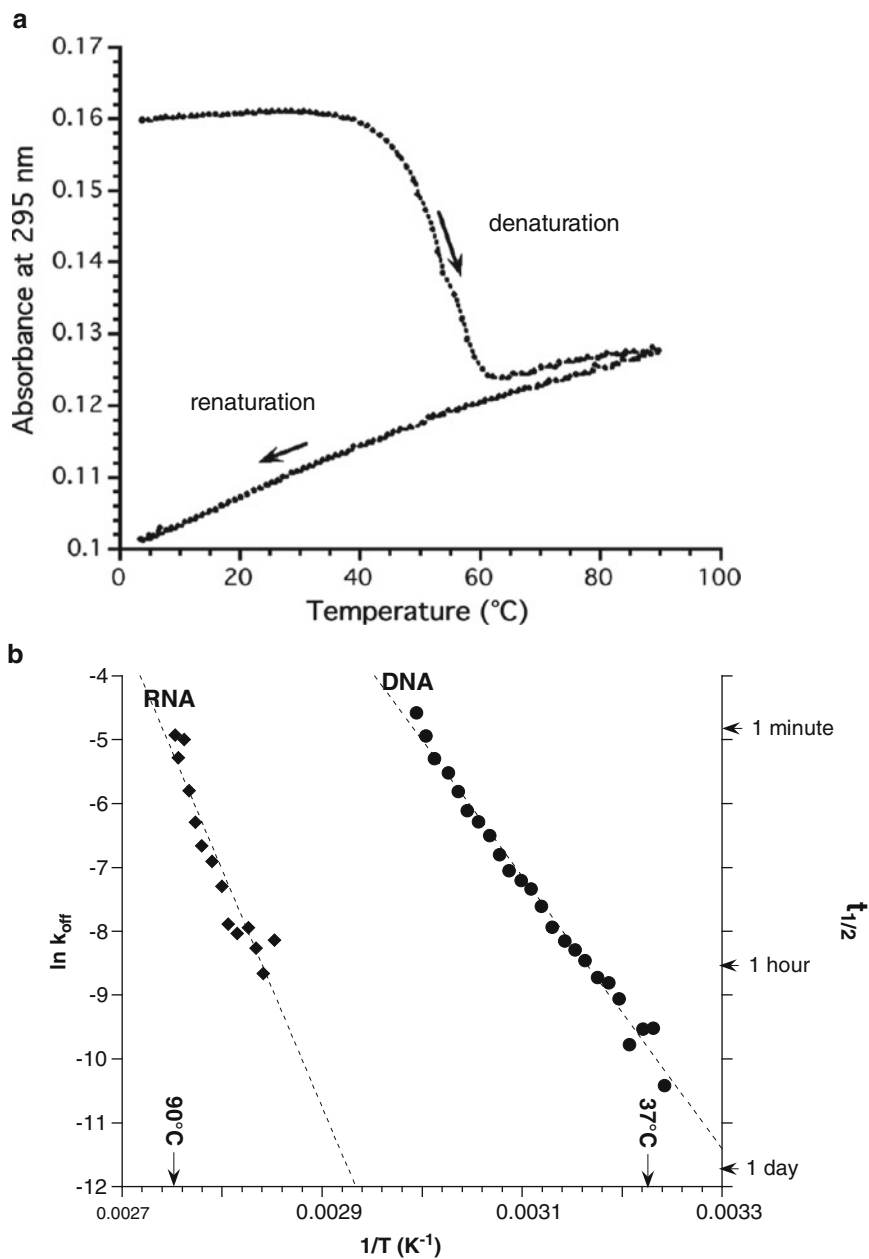 a
0.17
0.16
0.15
0.14
0.13
0.12
0.11
0.1
Absorbance at 295 nm
denaturation
renaturation
0 20 40 60 80 100
Temperature (°C)
b
-4
-5
-6
-7
-8
-9
-10
-11
-12
ln k_off
RNA
DNA
1 minute
1 hour
1 day
t_1/2
90°C
37°C
0.0027 0.0029 0.0031 0.0033
1/T (K⁻¹)